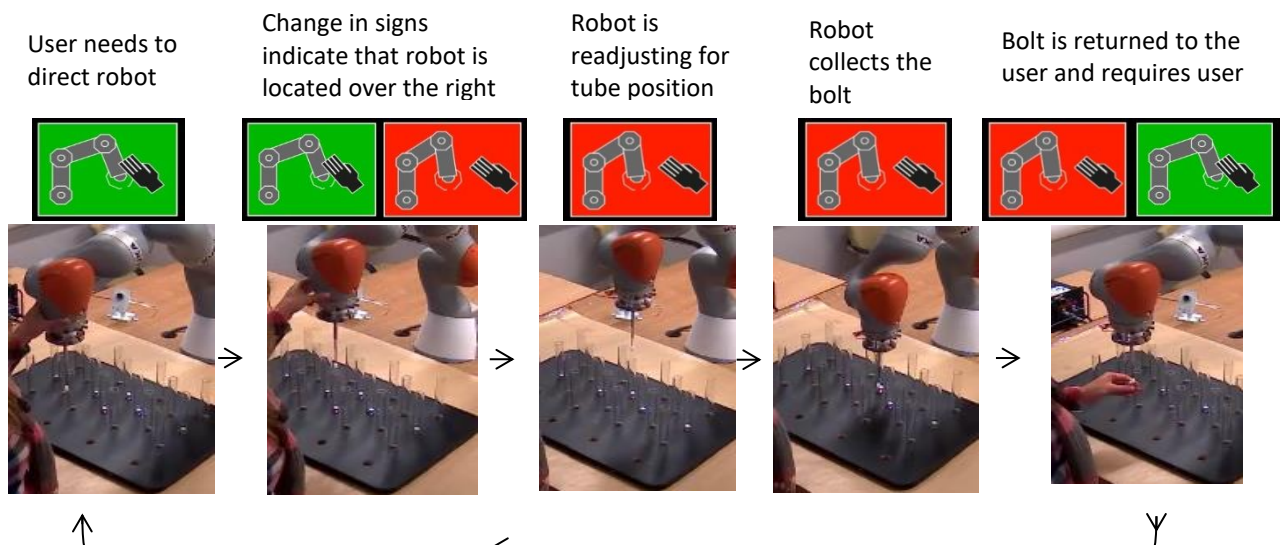 User needs to
direct robot
Change in signs
indicate that robot is
located over the right
Robot is
readjusting for
tube position
Robot
collects the
bolt
Bolt is returned to the
user and requires user